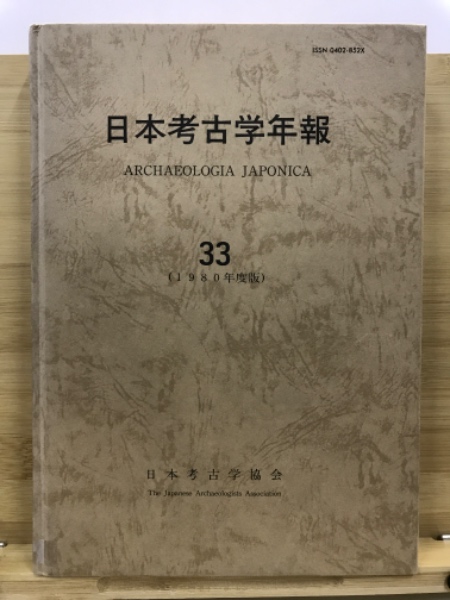 ISSN 0402-852X
日本考古学年報
ARCHAEOLOGIA JAPONICA
33
(1980年度版)
日本考古学協会
The Japanese Archaeologists Association